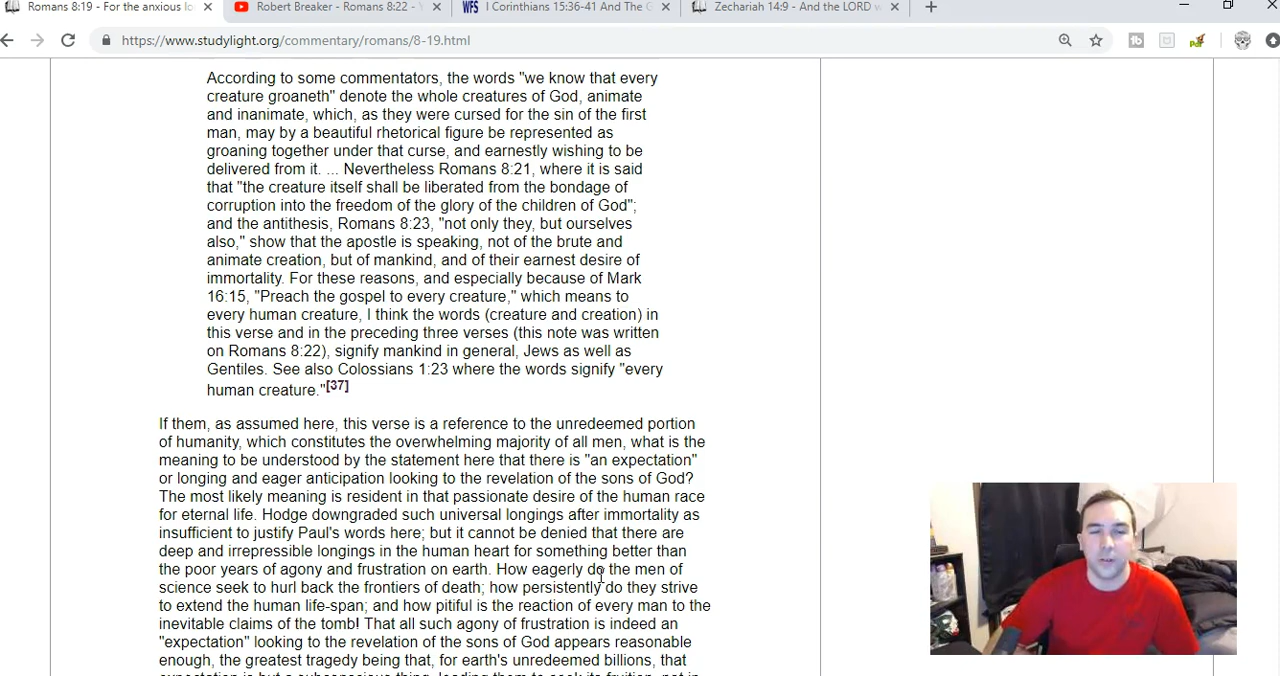 Romans 8:19 - For the anxious lo
Robert Breaker - Romans 8:22 - Y
WFS I Corinthians 15:36-41 And The G
Zechariah 14:9 - And the LORD w
https://www.studylight.org/commentary/romans/8-19.html
According to some commentators, the words "we know that every
creature groaneth" denote the whole creatures of God, animate
and inanimate, which, as they were cursed for the sin of the first
man, may by a beautiful rhetorical figure be represented as
groaning together under that curse, and earnestly wishing to be
delivered from it. ... Nevertheless Romans 8:21, where it is said
that "the creature itself shall be liberated from the bondage of
corruption into the freedom of the glory of the children of God";
and the antithesis, Romans 8:23, "not only they, but ourselves
also," show that the apostle is speaking, not of the brute and
animate creation, but of mankind, and of their earnest desire of
immortality. For these reasons, and especially because of Mark
16:15, "Preach the gospel to every creature," which means to
every human creature, I think the words (creature and creation) in
this verse and in the preceding three verses (this note was written
on Romans 8:22), signify mankind in general, Jews as well as
Gentiles. See also Colossians 1:23 where the words signify "every
human creature."[37]
If them, as assumed here, this verse is a reference to the unredeemed portion
of humanity, which constitutes the overwhelming majority of all men, what is the
meaning to be understood by the statement here that there is "an expectation"
or longing and eager anticipation looking to the revelation of the sons of God?
The most likely meaning is resident in that passionate desire of the human race
for eternal life. Hodge downgraded such universal longings after immortality as
insufficient to justify Paul's words here; but it cannot be denied that there are
deep and irrepressible longings in the human heart for something better than
the poor years of agony and frustration on earth. How eagerly do the men of
science seek to hurl back the frontiers of death; how persistently do they strive
to extend the human life-span; and how pitiful is the reaction of every man to the
inevitable claims of the tomb! That all such agony of frustration is indeed an
"expectation" looking to the revelation of the sons of God appears reasonable
enough, the greatest tragedy being that, for earth's unredeemed billions, that
expectation is but a subconscious thing, leading them to seek its fruition, not in